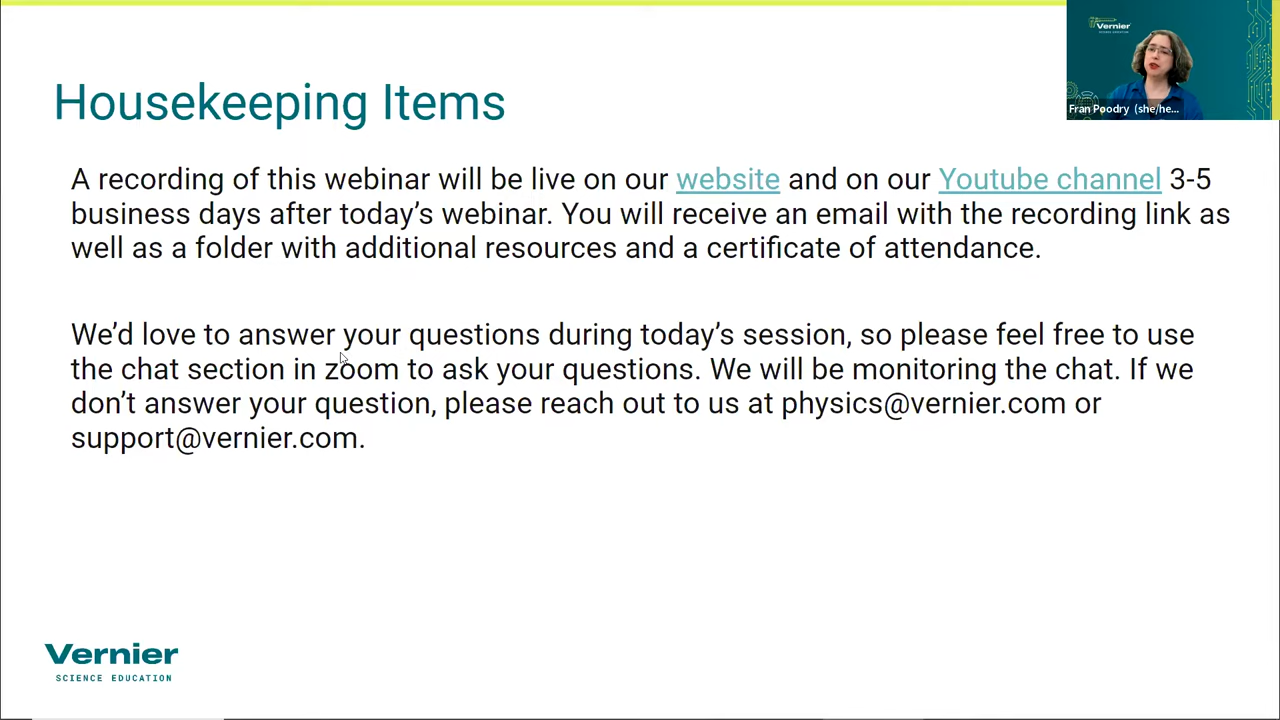 Vernier
SCIENCE EDUCATION
Fran Poodry (she/he...
Housekeeping Items
A recording of this webinar will be live on our website and on our Youtube channel 3-5
business days after today’s webinar. You will receive an email with the recording link as
well as a folder with additional resources and a certificate of attendance.
We’d love to answer your questions during today’s session, so please feel free to use
the chat section in zoom to ask your questions. We will be monitoring the chat. If we
don’t answer your question, please reach out to us at physics@vernier.com or
support@vernier.com.
Vernier
SCIENCE EDUCATION